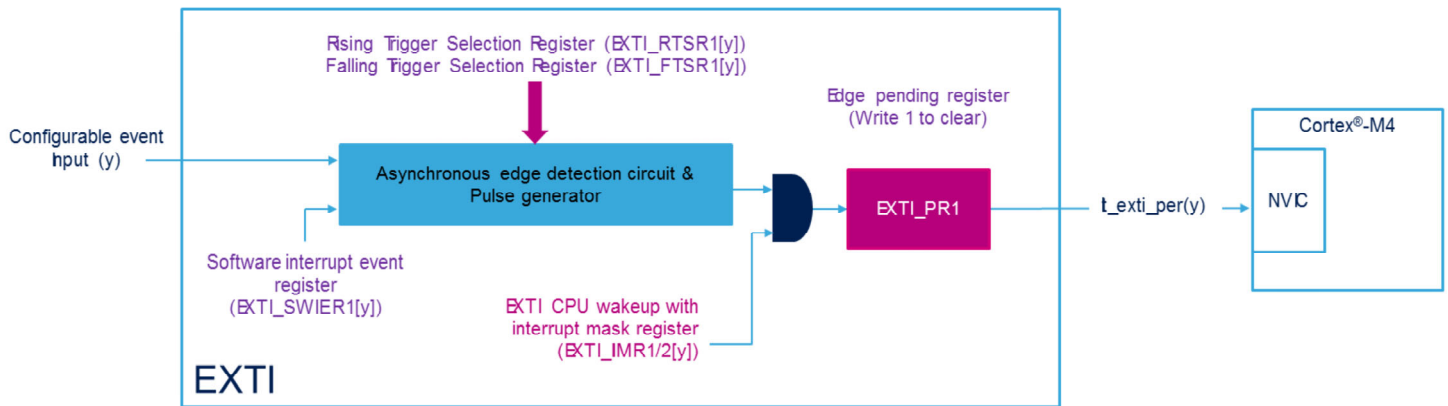 Rising Trigger Selection Register (EXTI_RTSR1[y])
Falling Trigger Selection Register (EXTI_FTSR1[y])
Edge pending register
(Write 1 to clear)
Configurable event
Input (y)
Asynchronous edge detection circuit &
Pulse generator
EXTI_PR1
it_exti_per(y)
Cortex®-M4
NVIC
Software interrupt event
register
(EXTI_SWIER1[y])
EXTI CPU wakeup with
interrupt mask register
(EXTI_IMR1/2[y])
EXTI